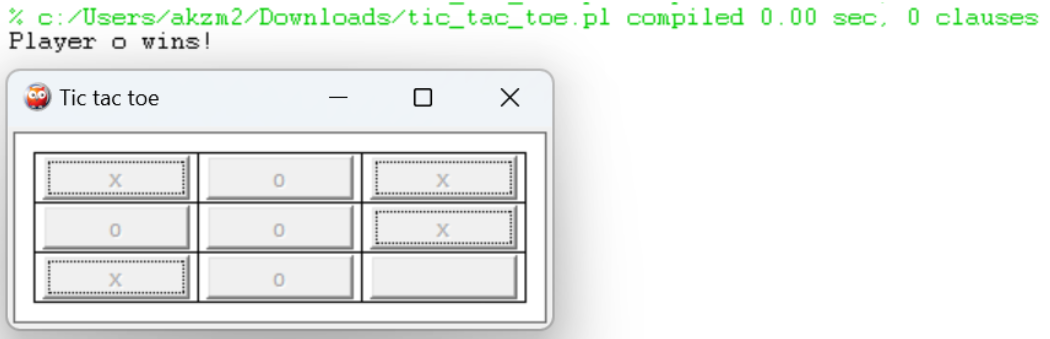 % c:/Users/akzm2/Downloads/tic_tac_toe.pl compiled 0.00 sec, 0 clauses
Player o wins!
Tic tac toe
x o x
o o x
x o